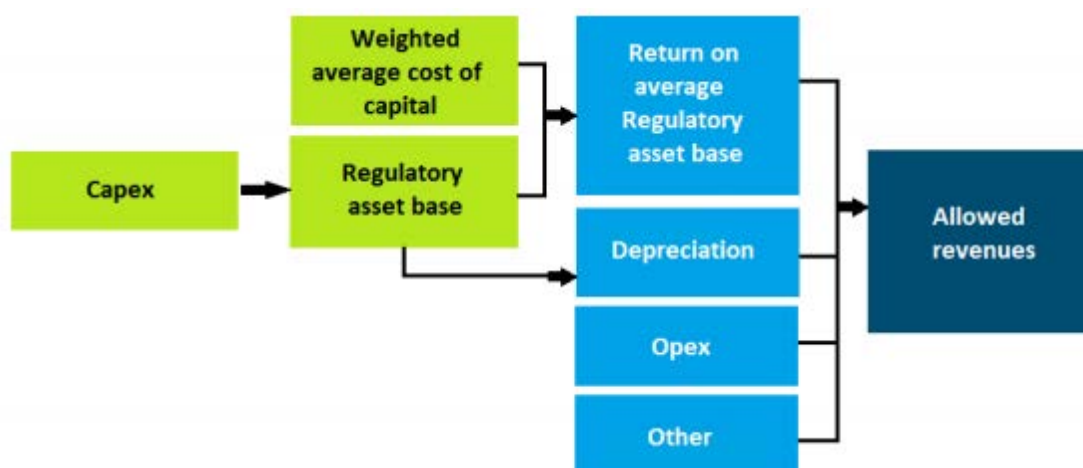 Weighted
average cost of
capital
Return on
average
Regulatory
asset base
Capex
Regulatory
asset base
Allowed
revenues
Depreciation
Opex
Other